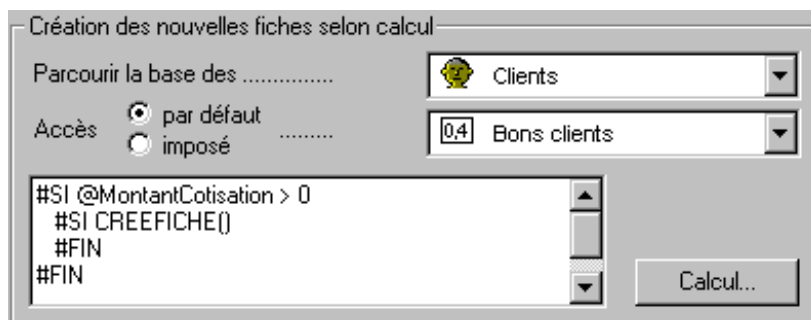 Création des nouvelles fiches selon calcul
Parcourir la base des ............... Clients
Accès par défaut ......... 0,4 Bons clients
imposé
#SI @MontantCotisation > 0
#SI CREEFICHE()
#FIN
#FIN
Calcul...